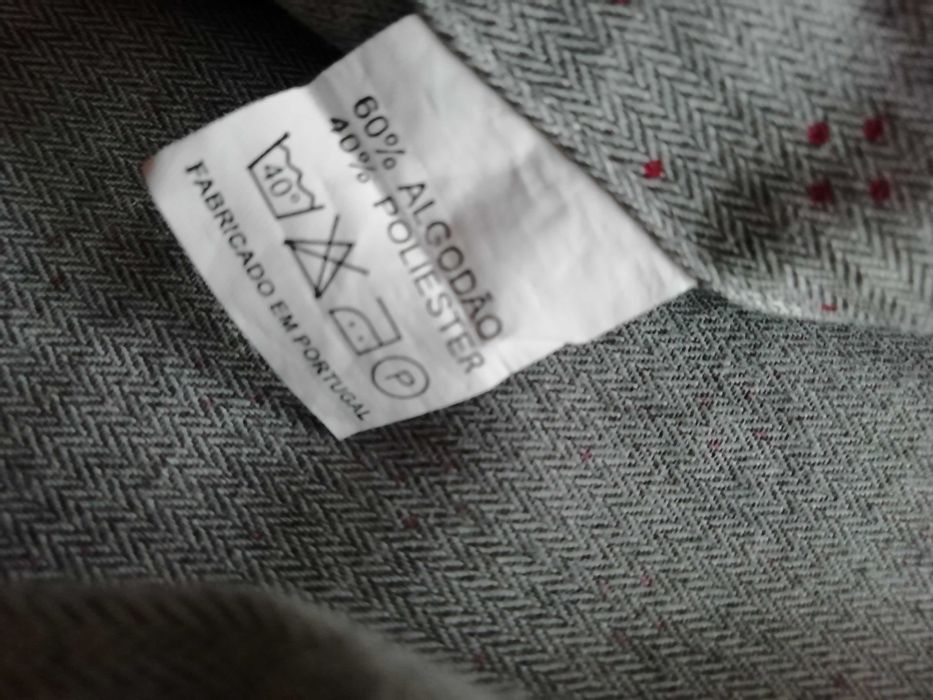 60% ALGODÃO
40% POLIESTER
40°
P
FABRICADO EM PORTUGAL